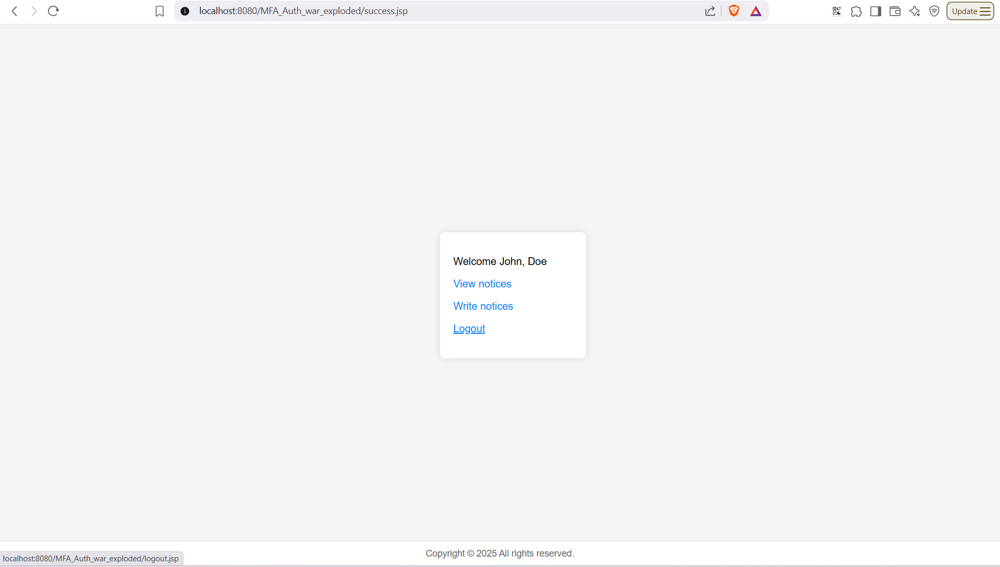 localhost:8080/MFA_Auth_war_exploded/success.jsp
Update
Welcome John, Doe
View notices
Write notices
Logout
Copyright © 2025 All rights reserved.
localhost:8080/MFA_Auth_war_exploded/logout.jsp